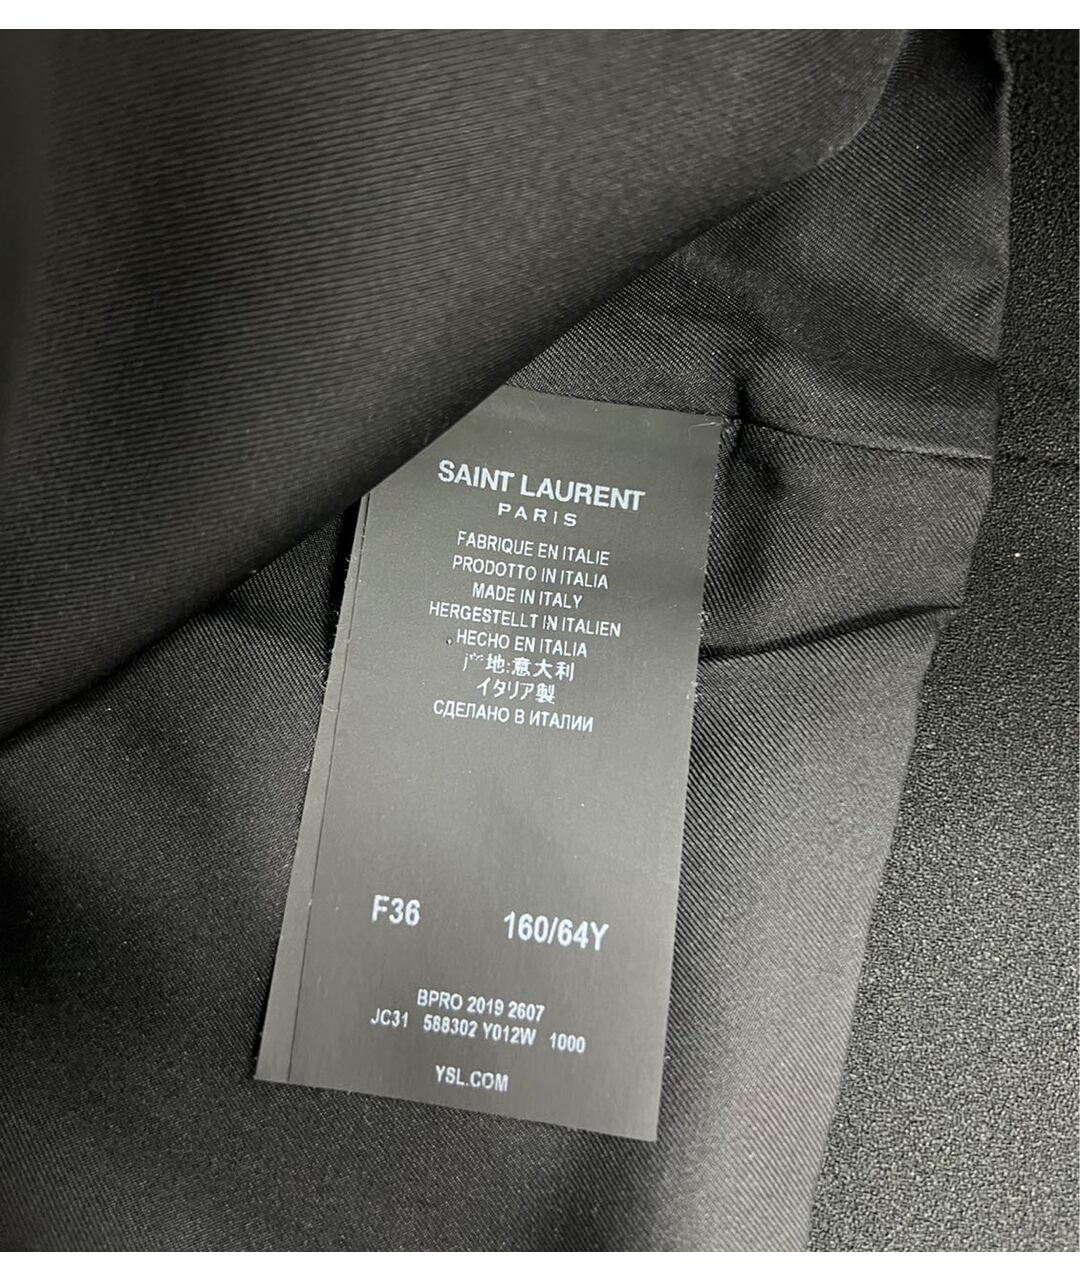 SAINT LAURENT
PARIS
FABRIQUE EN ITALIE
PRODOTTO IN ITALIA
MADE IN ITALY
HERGESTELLT IN ITALIEN
HECHO EN ITALIA
产地:意大利
イタリア製
СДЕЛАНО В ИТАЛИИ
F36 160/64Y
BPRO 2019 2607
JC31 588302 Y012W 1000
YSL.COM